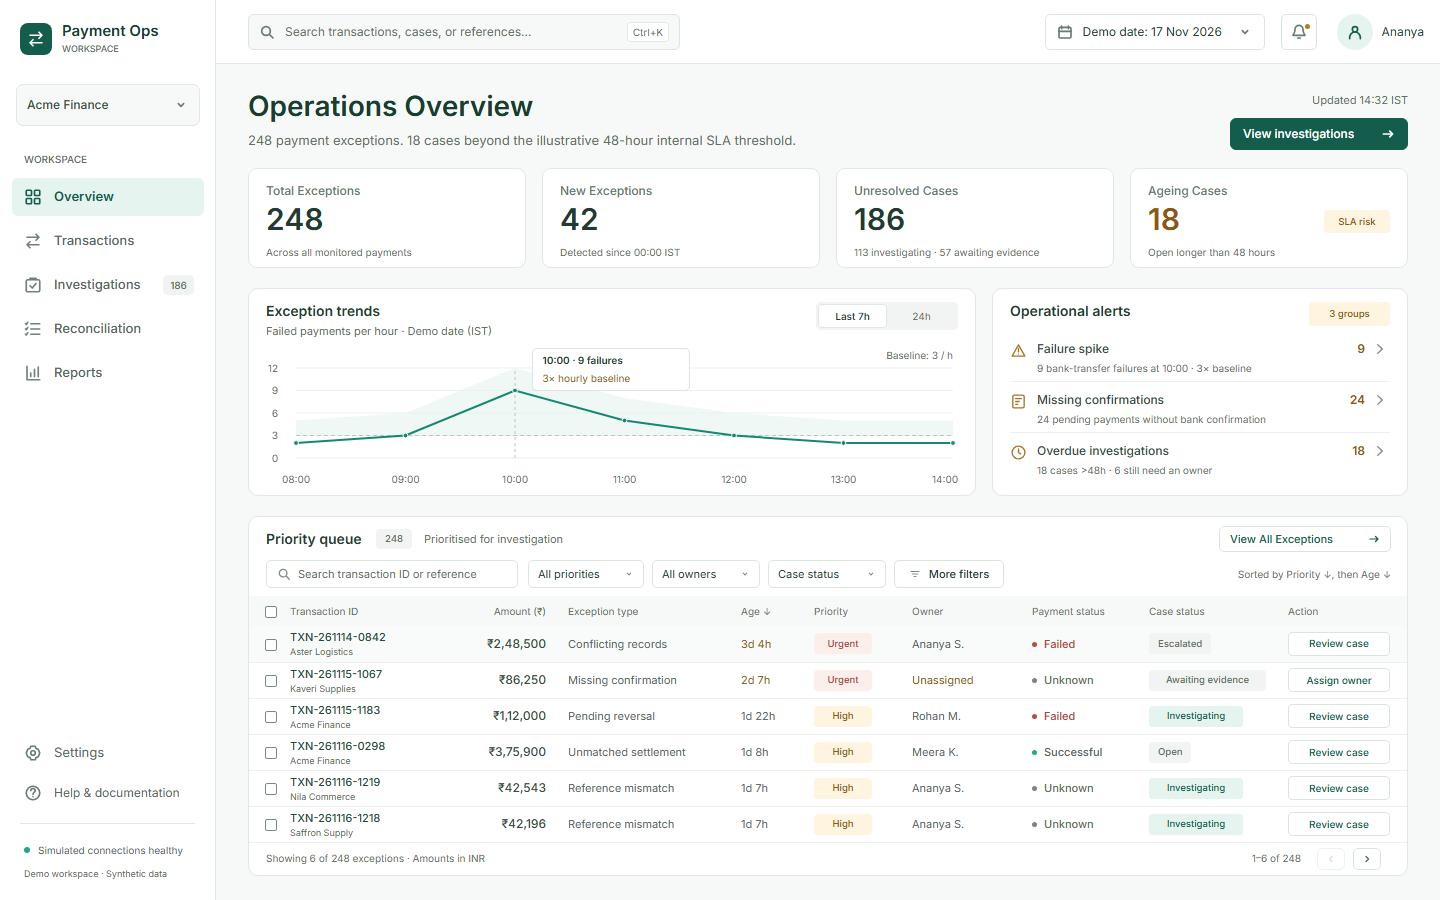 Payment Ops
WORKSPACE
Acme Finance
WORKSPACE
Overview
Transactions
Investigations 186
Reconciliation
Reports
Settings
Help & documentation
Simulated connections healthy
Demo workspace · Synthetic data
Search transactions, cases, or references... Ctrl+K
Demo date: 17 Nov 2026
Ananya
Operations Overview
248 payment exceptions. 18 cases beyond the illustrative 48-hour internal SLA threshold.
Updated 14:32 IST
View investigations →
Total Exceptions
248
Across all monitored payments
New Exceptions
42
Detected since 00:00 IST
Unresolved Cases
186
113 investigating · 57 awaiting evidence
Ageing Cases
18
SLA risk
Open longer than 48 hours
Exception trends
Failed payments per hour · Demo date (IST)
Last 7h 24h
10:00 · 9 failures
3× hourly baseline
Baseline: 3 / h
12
9
6
3
0
08:00 09:00 10:00 11:00 12:00 13:00 14:00
Operational alerts 3 groups
Failure spike 9
9 bank-transfer failures at 10:00 · 3× baseline
Missing confirmations 24
24 pending payments without bank confirmation
Overdue investigations 18
18 cases >48h · 6 still need an owner
Priority queue 248 Prioritised for investigation
View All Exceptions →
Search transaction ID or reference All priorities All owners Case status More filters
Sorted by Priority ↓, then Age ↓
Transaction ID Amount (₹) Exception type Age ↓ Priority Owner Payment status Case status Action
TXN-261114-0842 ₹2,48,500 Conflicting records 3d 4h Urgent Ananya S. Failed Escalated Review case
Aster Logistics
TXN-261115-1067 ₹86,250 Missing confirmation 2d 7h Urgent Unassigned Unknown Awaiting evidence Assign owner
Kaveri Supplies
TXN-261115-1183 ₹1,12,000 Pending reversal 1d 22h High Rohan M. Failed Investigating Review case
Acme Finance
TXN-261116-0298 ₹3,75,900 Unmatched settlement 1d 8h High Meera K. Successful Open Review case
Acme Finance
TXN-261116-1219 ₹42,543 Reference mismatch 1d 7h High Ananya S. Unknown Investigating Review case
Nila Commerce
TXN-261116-1218 ₹42,196 Reference mismatch 1d 7h High Ananya S. Unknown Investigating Review case
Saffron Supply
Showing 6 of 248 exceptions · Amounts in INR
1–6 of 248